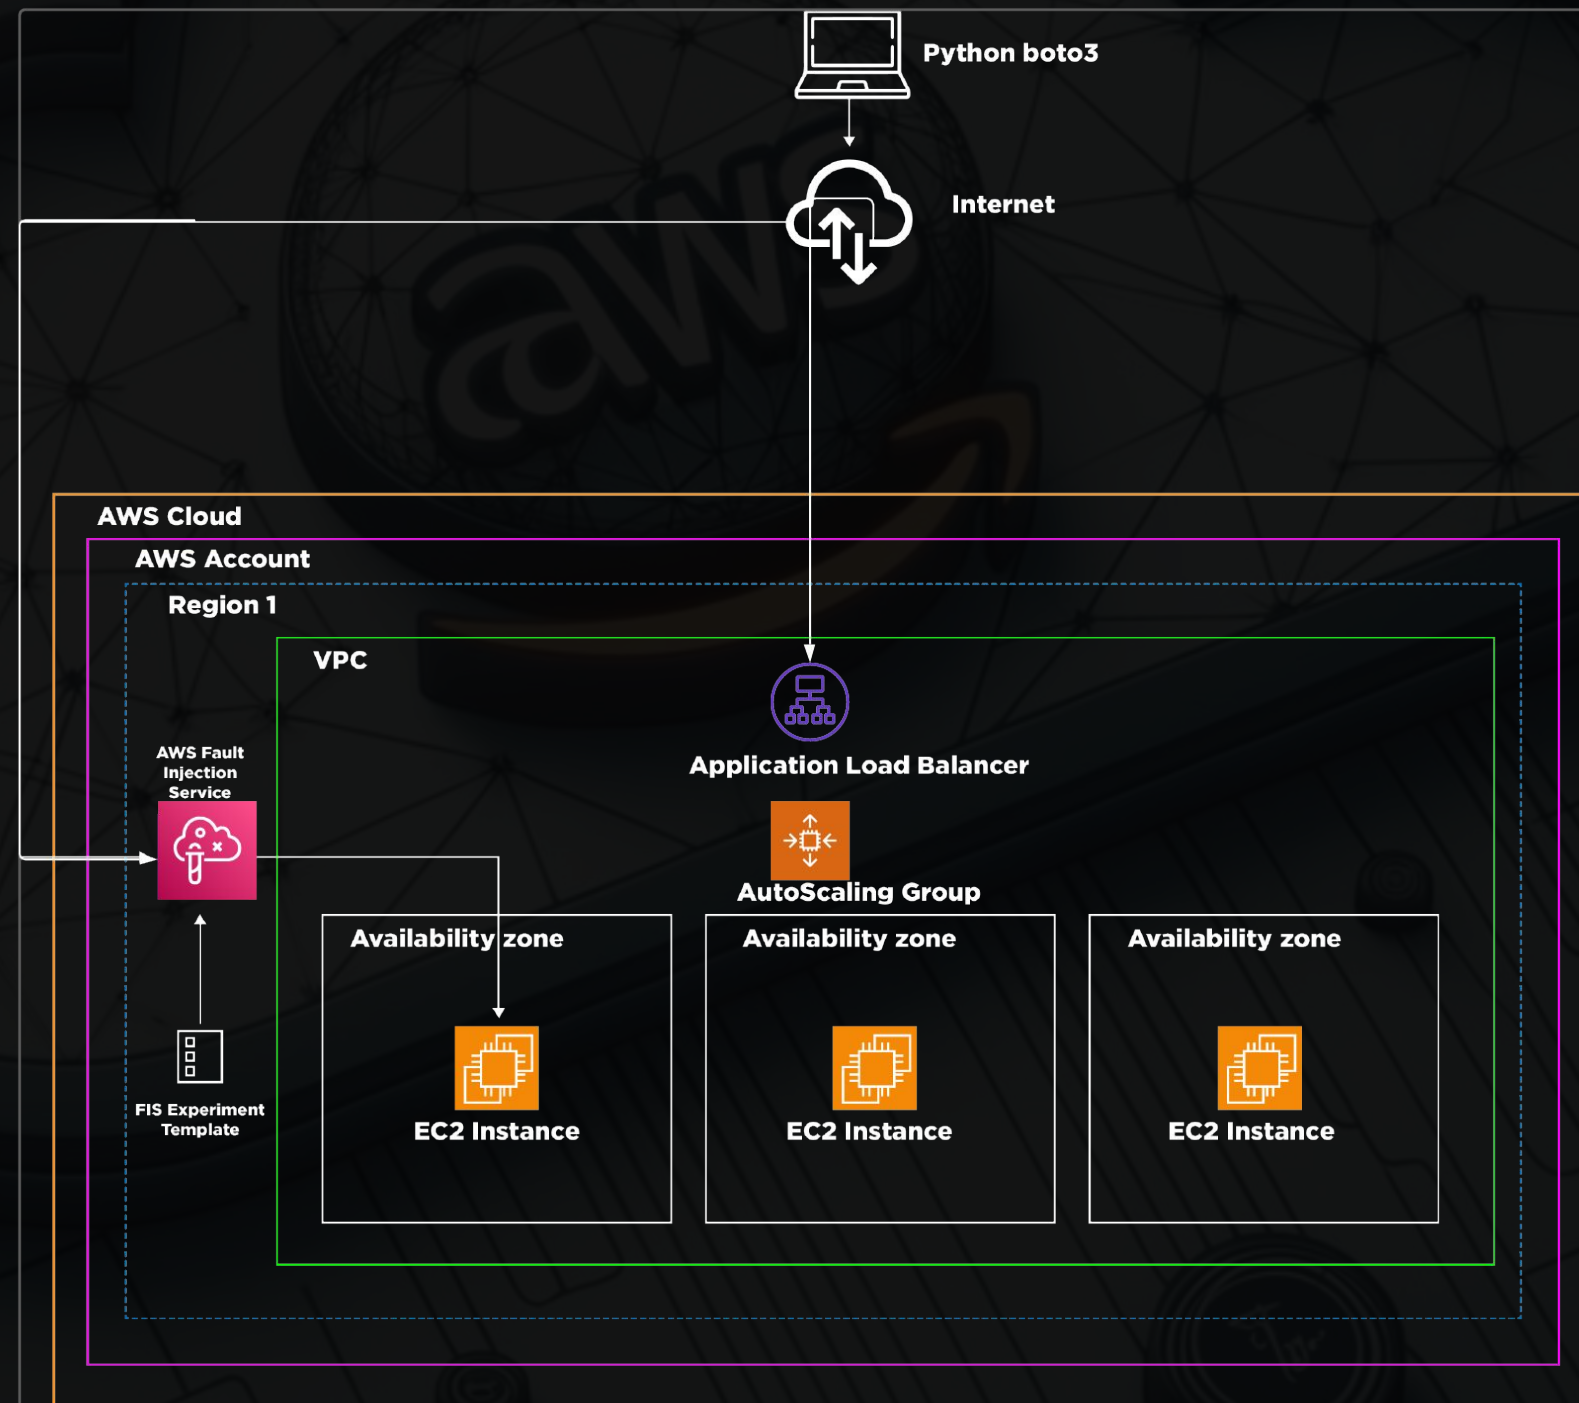 Python boto3
Internet
aws
AWS Cloud
AWS Account
Region 1
VPC
AWS Fault
Injection
Service
Application Load Balancer
AutoScaling Group
Availability zone
Availability zone
Availability zone
FIS Experiment
Template
EC2 Instance
EC2 Instance
EC2 Instance